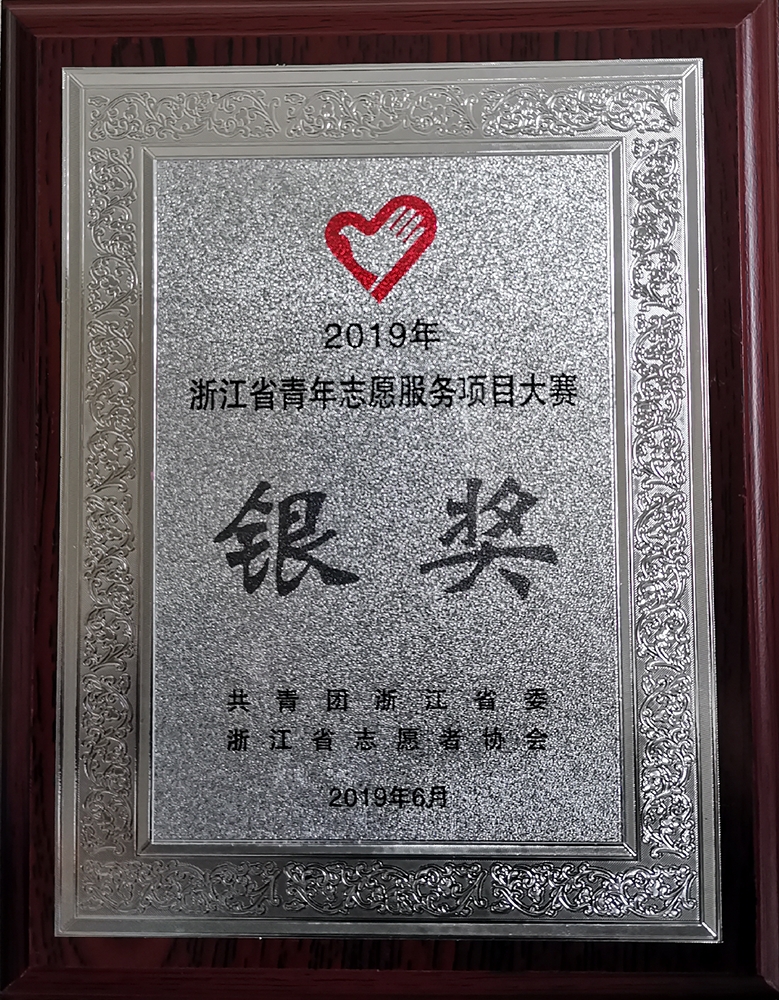 2019年
浙江省青年志愿服务项目大赛
银奖
共青团浙江省委
浙江省志愿者协会
2019年6月